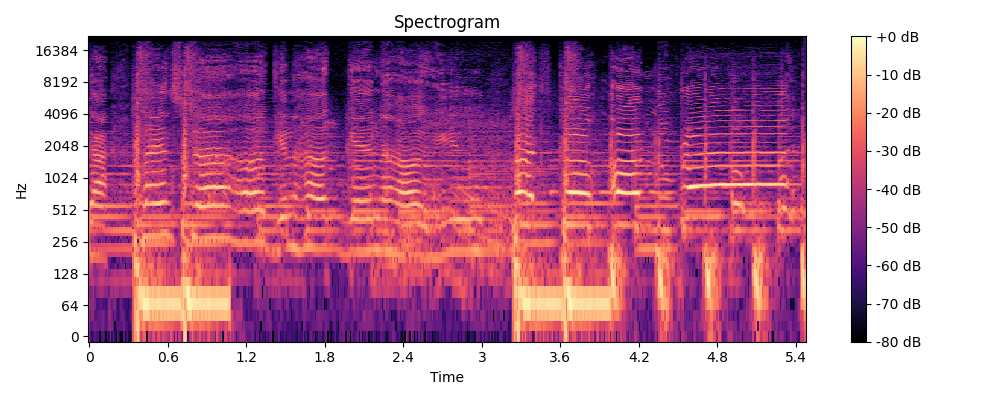 Spectrogram
Hz
16384
8192
4096
2048
1024
512
256
128
64
0
0 0.6 1.2 1.8 2.4 3 3.6 4.2 4.8 5.4
Time
+0 dB
-10 dB
-20 dB
-30 dB
-40 dB
-50 dB
-60 dB
-70 dB
-80 dB